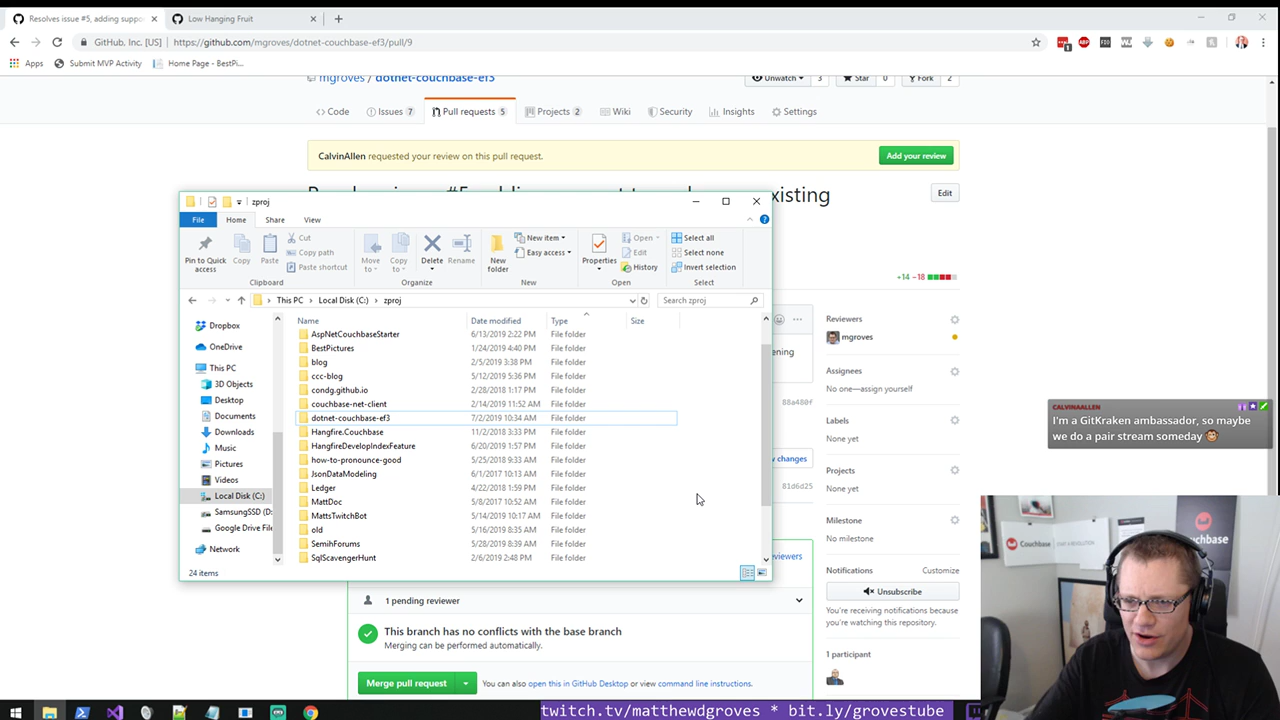 Resolves issue #5, adding suppo
Low Hanging Fruit
GitHub, Inc. [US]
https://github.com/mgroves/dotnet-couchbase-ef3/pull/9
Apps
Submit MVP Activity
Home Page - BestPi...
mgroves / dotnet-couchbase-ef3
Unwatch 3
Star 0
Fork 2
Code
Issues 7
Pull requests 5
Projects 2
Wiki
Security
Insights
Settings
CalvinAllen requested your review on this pull request.
Add your review
xisting
Edit
zproj
File
Home
Share
View
Pin to Quick access
Copy
Paste
Cut
Copy path
Paste shortcut
Move to
Copy to
Delete
Rename
New folder
New item
Easy access
Properties
Open
Edit
History
Select all
Select none
Invert selection
Clipboard
Organize
New
Open
Select
+14 −18
This PC > Local Disk (C:) > zproj
Search zproj
Name Date modified Type Size
Dropbox
OneDrive
This PC
3D Objects
Desktop
Documents
Downloads
Music
Pictures
Videos
Local Disk (C:)
SamsungSSD (D:
Google Drive File
Network
AspNetCouchbaseStarter 6/13/2019 2:22 PM File folder
BestPictures 1/24/2019 4:40 PM File folder
blog 2/5/2019 3:38 PM File folder
ccc-blog 5/12/2019 5:36 PM File folder
condg.github.io 2/28/2018 1:17 PM File folder
couchbase-net-client 2/14/2019 11:52 AM File folder
dotnet-couchbase-ef3 7/2/2019 10:34 AM File folder
Hangfire.Couchbase 11/2/2018 3:33 PM File folder
HangfireDevelopIndexFeature 6/20/2019 1:57 PM File folder
how-to-pronounce-good 5/25/2018 9:33 AM File folder
JsonDataModeling 6/1/2017 10:13 AM File folder
Ledger 4/22/2018 1:59 PM File folder
MattDoc 5/8/2017 10:52 AM File folder
MattsTwitchBot 5/14/2019 10:17 AM File folder
old 5/16/2019 8:35 AM File folder
SemihForums 5/28/2019 8:39 AM File folder
SqlScavengerHunt 2/6/2019 2:48 PM File folder
24 items
ening
88a480f
w changes
81d6d25
eviewers
Reviewers
mgroves
Assignees
No one—assign yourself
Labels
None yet
Projects
None yet
Milestone
No milestone
Notifications Customize
Unsubscribe
You're receiving notifications because
you're watching this repository.
1 participant
CALVINAALLEN
I'm a GitKraken ambassador, so maybe
we do a pair stream someday
Couchbase
Couchbase
1 pending reviewer
This branch has no conflicts with the base branch
Merging can be performed automatically.
Merge pull request
You can also open this in GitHub Desktop or view command line instructions.
twitch.tv/matthewdgroves * bit.ly/grovestube